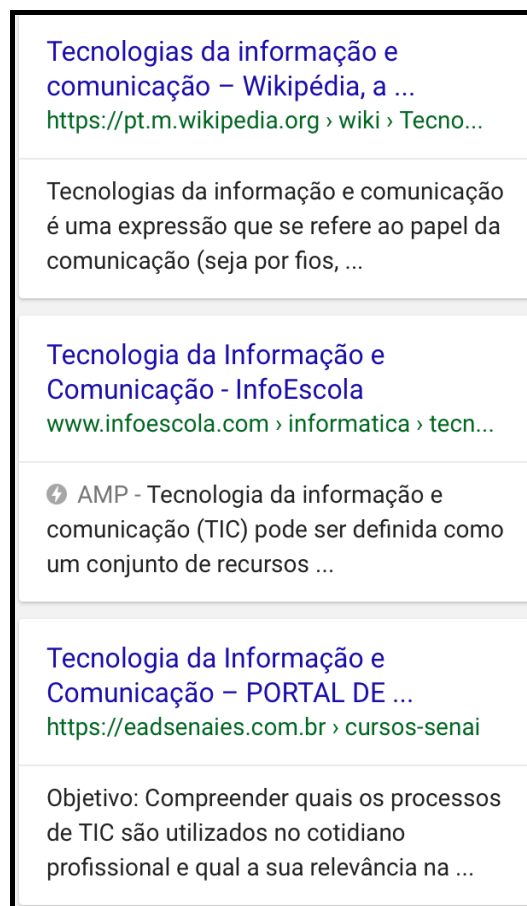 Tecnologias da informação e
comunicação – Wikipédia, a ...
https://pt.m.wikipedia.org › wiki › Tecno...
Tecnologias da informação e comunicação
é uma expressão que se refere ao papel da
comunicação (seja por fios, ...
Tecnologia da Informação e
Comunicação - InfoEscola
www.infoescola.com › informatica › tecn...
AMP - Tecnologia da informação e
comunicação (TIC) pode ser definida como
um conjunto de recursos ...
Tecnologia da Informação e
Comunicação – PORTAL DE ...
https://eadsenaies.com.br › cursos-senai
Objetivo: Compreender quais os processos
de TIC são utilizados no cotidiano
profissional e qual a sua relevância na ...